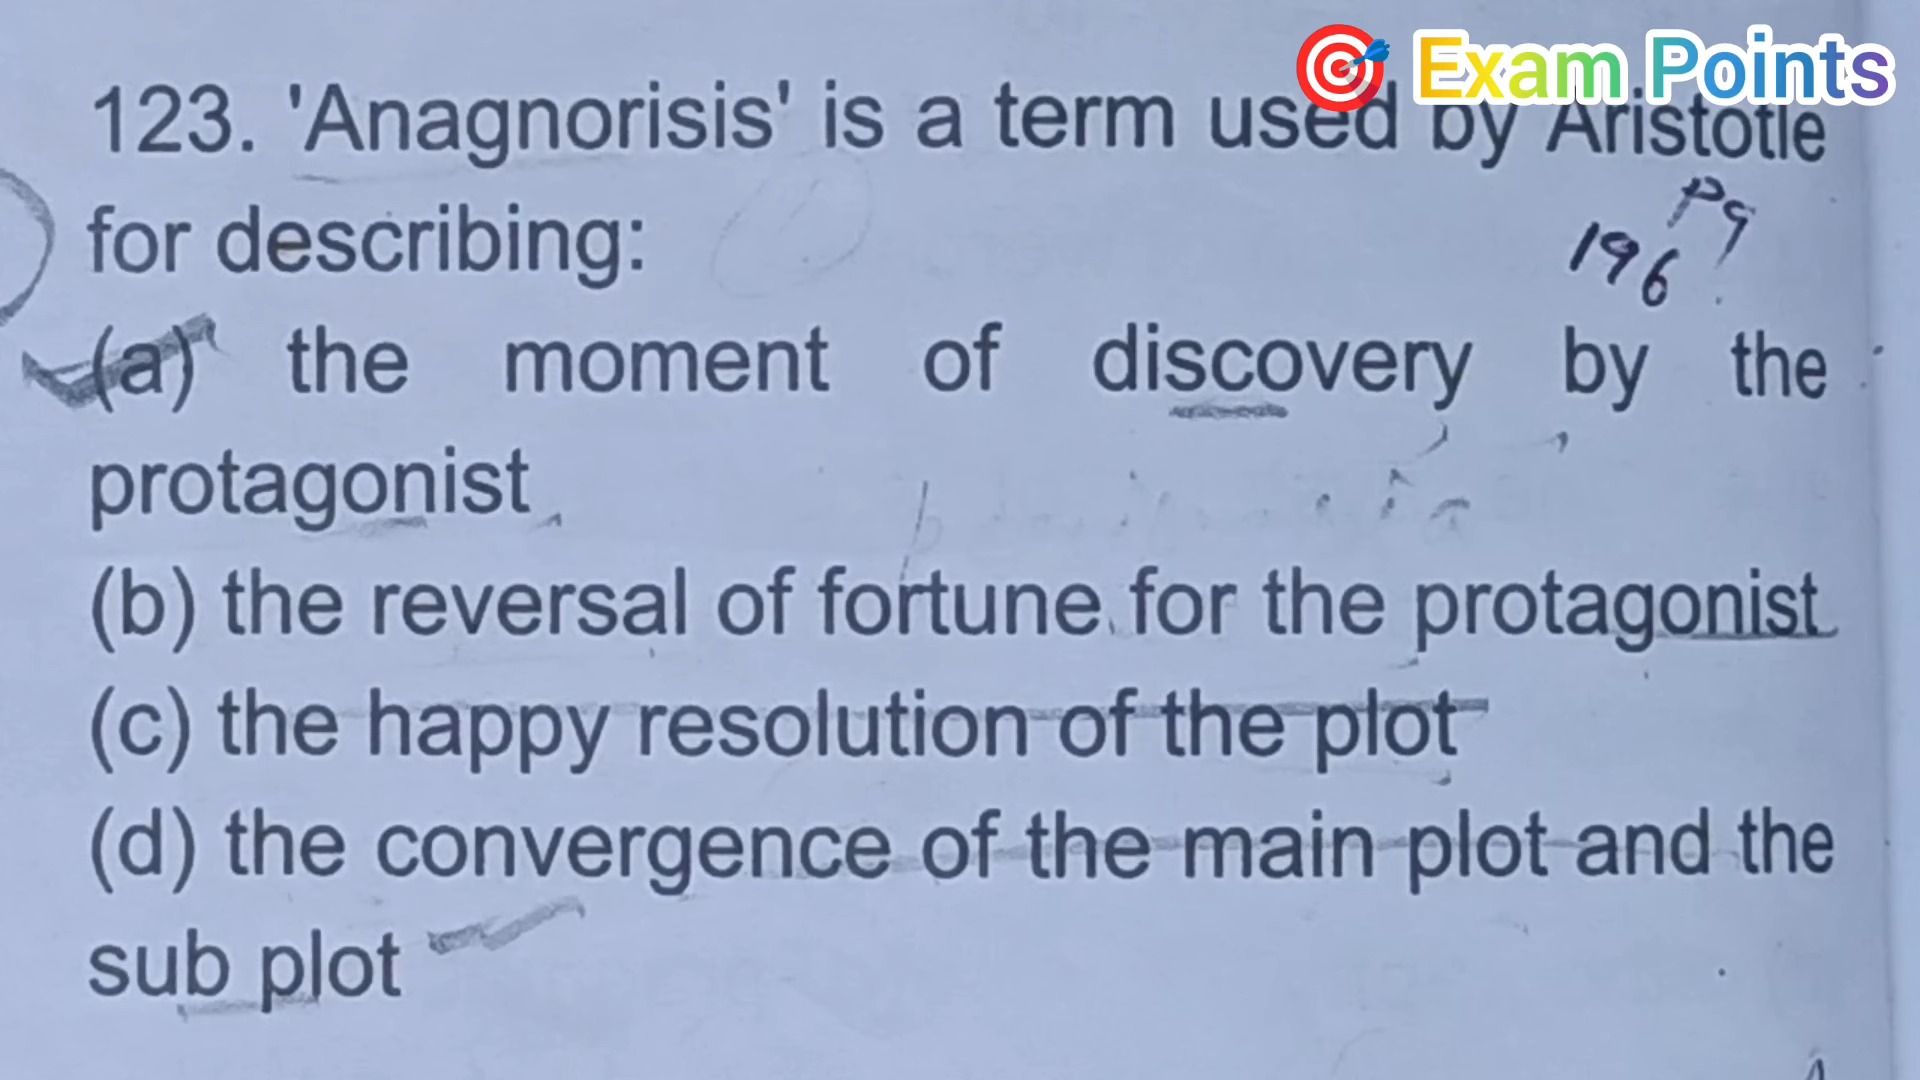 Exam Points
123. 'Anagnorisis' is a term used by Aristotle
for describing:
Pg
196
(a) the moment of discovery by the
protagonist
(b) the reversal of fortune for the protagonist
(c) the happy resolution of the plot
(d) the convergence of the main plot and the
sub plot